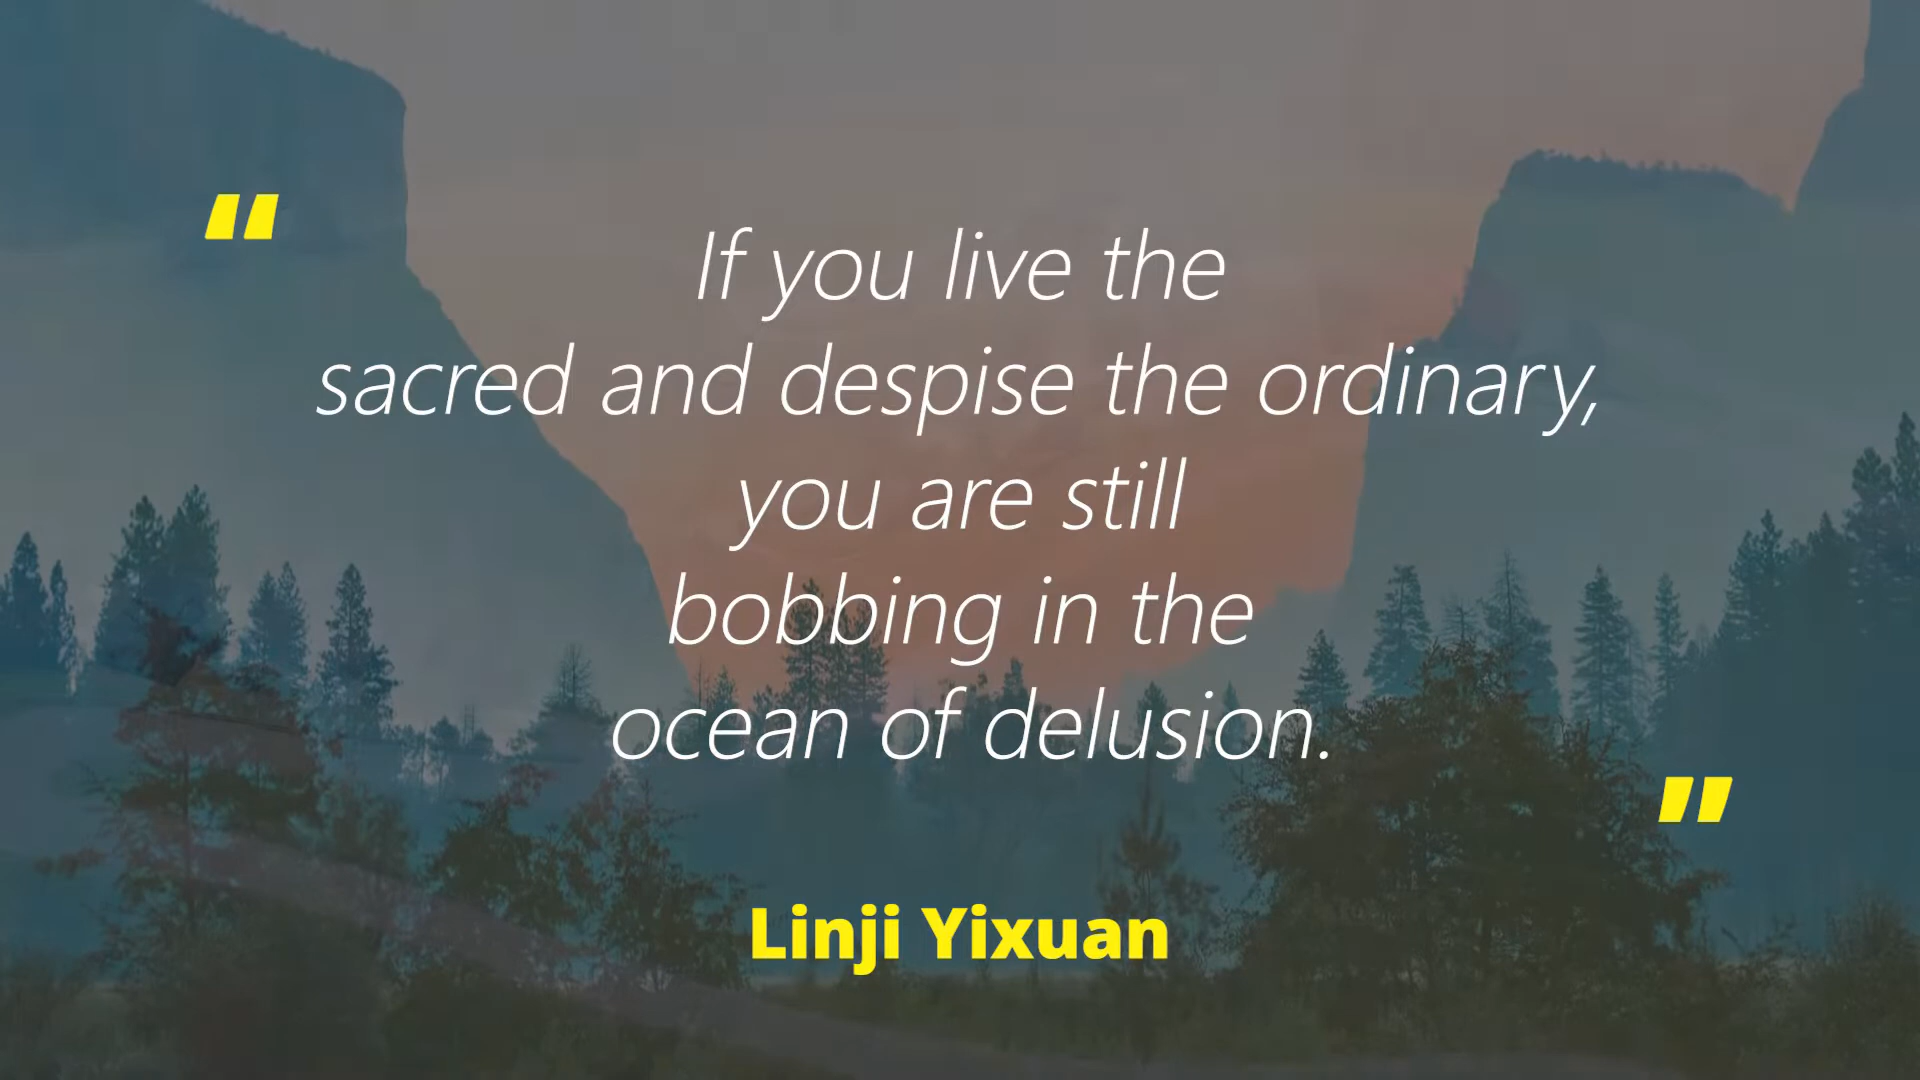 "
If you live the
sacred and despise the ordinary,
you are still
bobbing in the
ocean of delusion.
"
Linji Yixuan